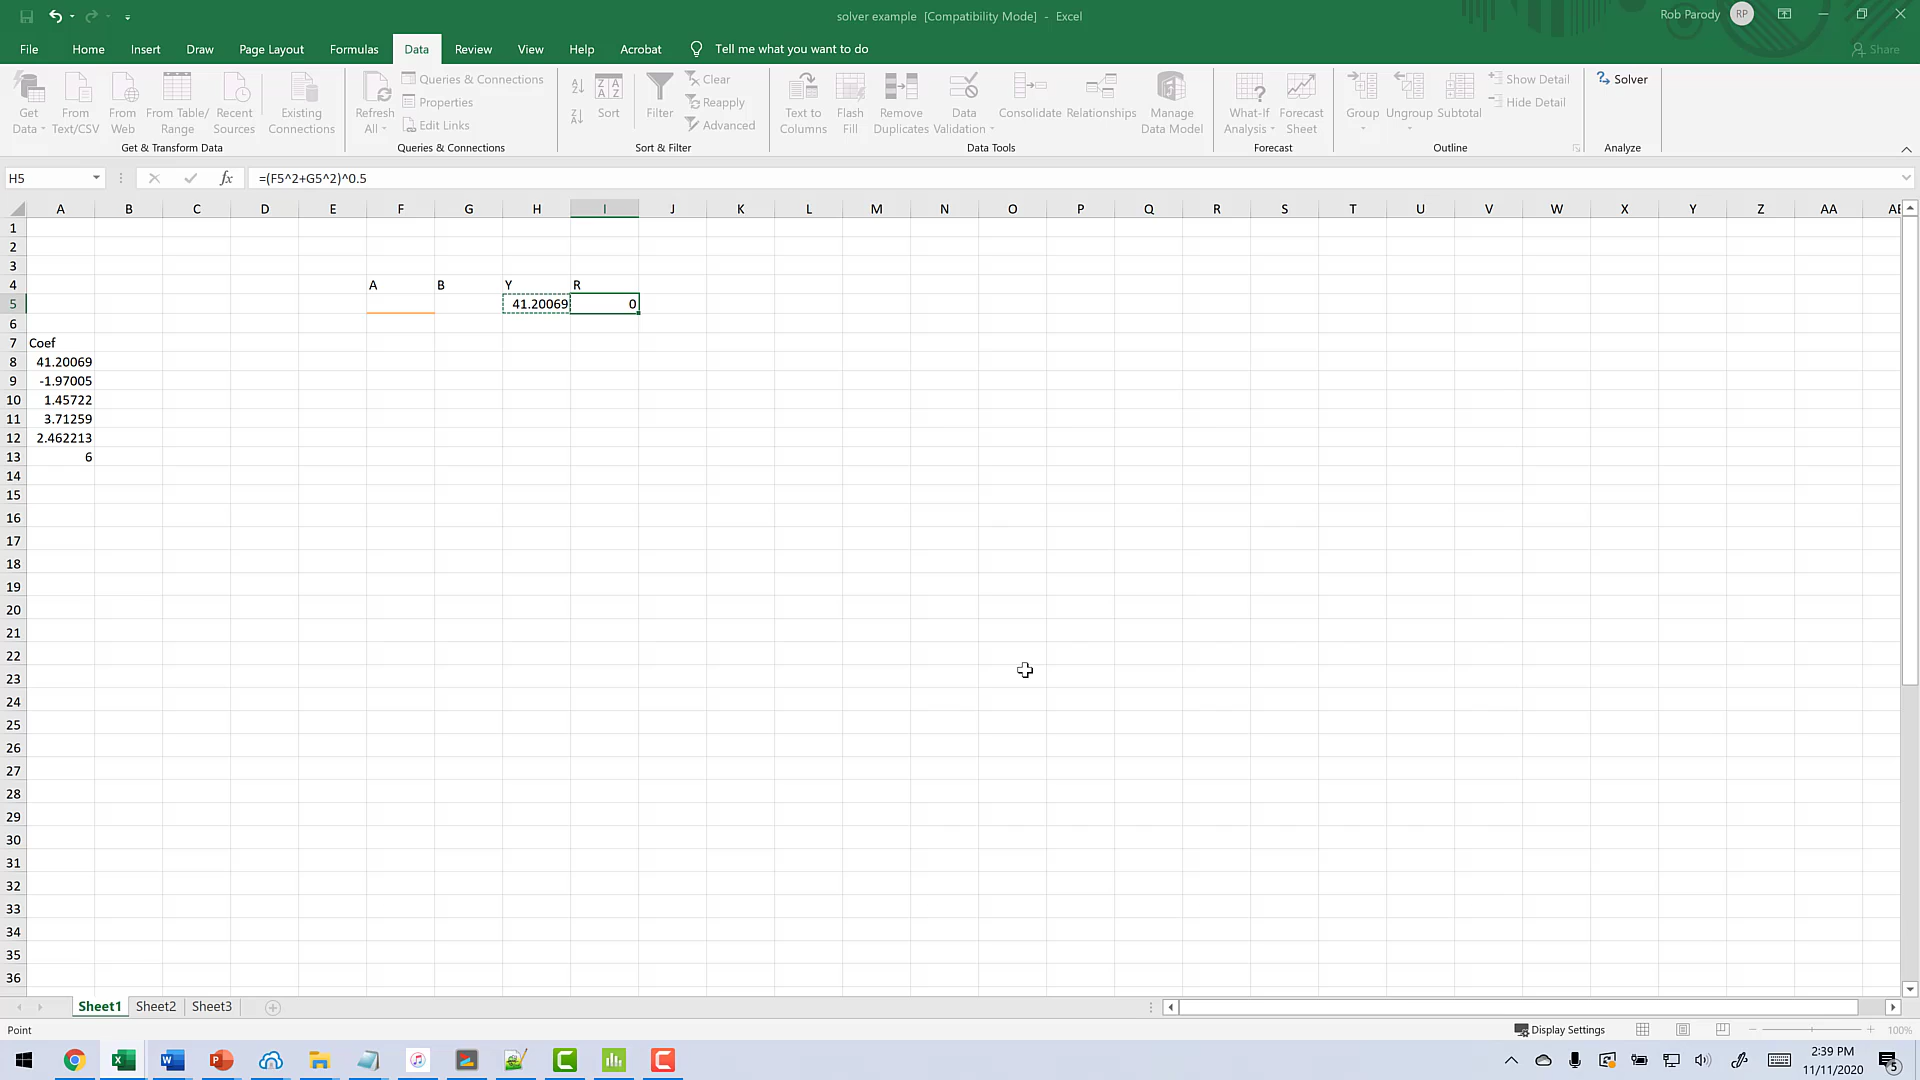 solver example [Compatibility Mode] - Excel
Rob Parody RP
File Home Insert Draw Page Layout Formulas Data Review View Help Acrobat Tell me what you want to do Share
Get Data
From Text/CSV
From Web
From Table/ Range
Recent Sources
Existing Connections
Get & Transform Data
Refresh All
Queries & Connections
Properties
Edit Links
Queries & Connections
Sort
Filter
Clear
Reapply
Advanced
Sort & Filter
Text to Columns
Flash Fill
Remove Duplicates
Data Validation
Consolidate
Relationships
Manage Data Model
Data Tools
What-If Analysis
Forecast Sheet
Forecast
Group
Ungroup
Subtotal
Show Detail
Hide Detail
Outline
Solver
Analyze
H5 fx =(F5^2+G5^2)^0.5
A B C D E F G H I J K L M N O P Q R S T U V W X Y Z AA AE
1
2
3
4 A B Y R
5 41.20069 0
6
7 Coef
8 41.20069
9 -1.97005
10 1.45722
11 3.71259
12 2.462213
13 6
14
15
16
17
18
19
20
21
22
23
24
25
26
27
28
29
30
31
32
33
34
35
36
Sheet1 Sheet2 Sheet3
Point Display Settings 100%
2:39 PM
11/11/2020
5